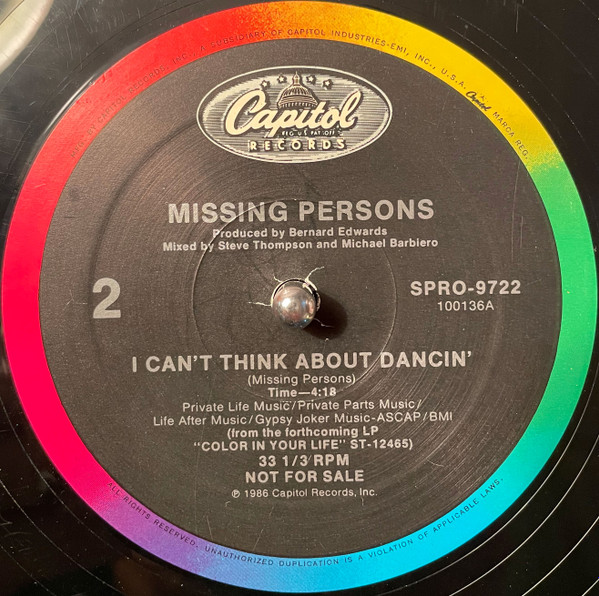 SUBSIDIARY OF CAPITOL INDUSTRIES-EMI, INC., U.S.A.
Capitol MARCA REG.
Capitol
REG. U.S. PAT. OFF.
RECORDS
MISSING PERSONS
Produced by Bernard Edwards
Mixed by Steve Thompson and Michael Barbiero
2
SPRO-9722
100136A
I CAN'T THINK ABOUT DANCIN'
(Missing Persons)
Time—4:18
Private Life Music/Private Parts Music/
Life After Music/Gypsy Joker Music-ASCAP/BMI
(from the forthcoming LP
"COLOR IN YOUR LIFE" ST-12465)
33 1/3 RPM
NOT FOR SALE
℗ 1986 Capitol Records, Inc.
ALL RIGHTS RESERVED. UNAUTHORIZED DUPLICATION IS A VIOLATION OF APPLICABLE LAWS.